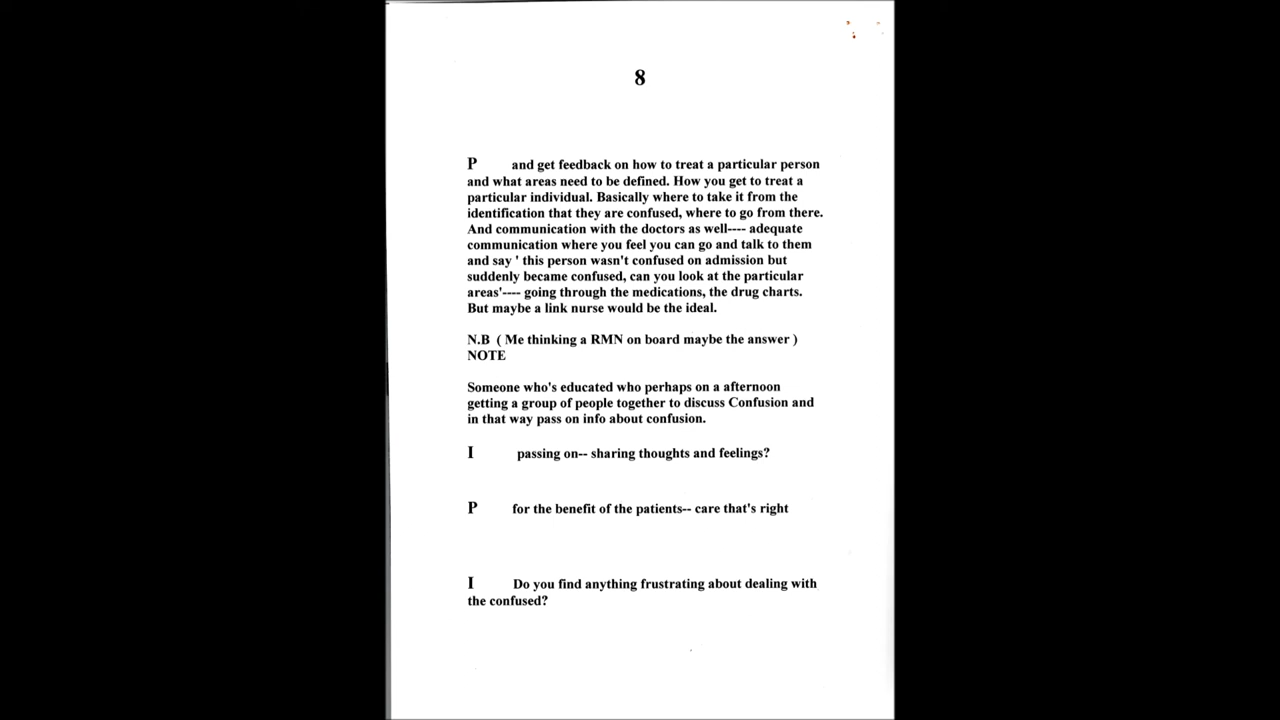 8
P and get feedback on how to treat a particular person
and what areas need to be defined. How you get to treat a
particular individual. Basically where to take it from the
identification that they are confused, where to go from there.
And communication with the doctors as well---- adequate
communication where you feel you can go and talk to them
and say ' this person wasn't confused on admission but
suddenly became confused, can you look at the particular
areas'---- going through the medications, the drug charts.
But maybe a link nurse would be the ideal.
N.B ( Me thinking a RMN on board maybe the answer )
NOTE
Someone who's educated who perhaps on a afternoon
getting a group of people together to discuss Confusion and
in that way pass on info about confusion.
I passing on-- sharing thoughts and feelings?
P for the benefit of the patients-- care that's right
I Do you find anything frustrating about dealing with
the confused?